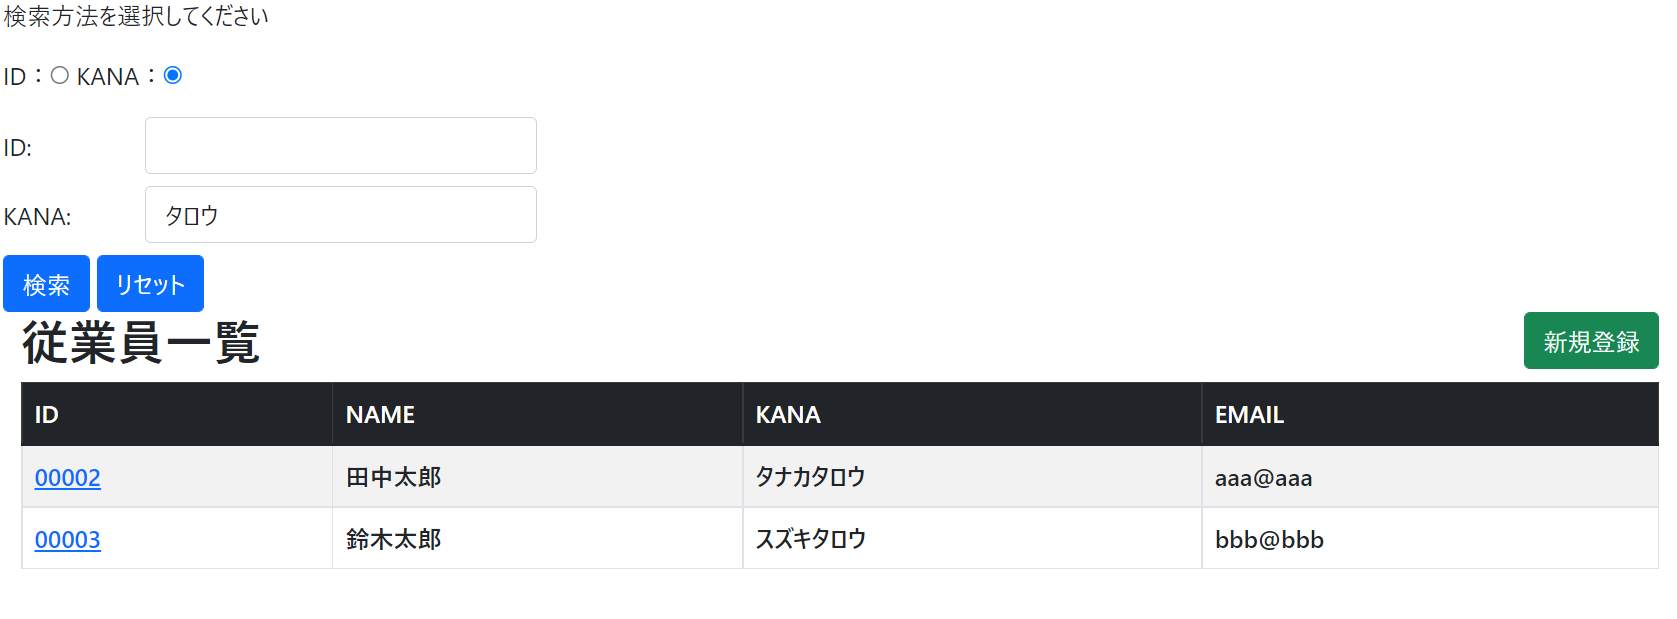 検索方法を選択してください
ID： KANA：
ID:
KANA: タロウ
検索 リセット
従業員一覧 新規登録
ID NAME KANA EMAIL
00002 田中太郎 タナカタロウ aaa@aaa
00003 鈴木太郎 スズキタロウ bbb@bbb